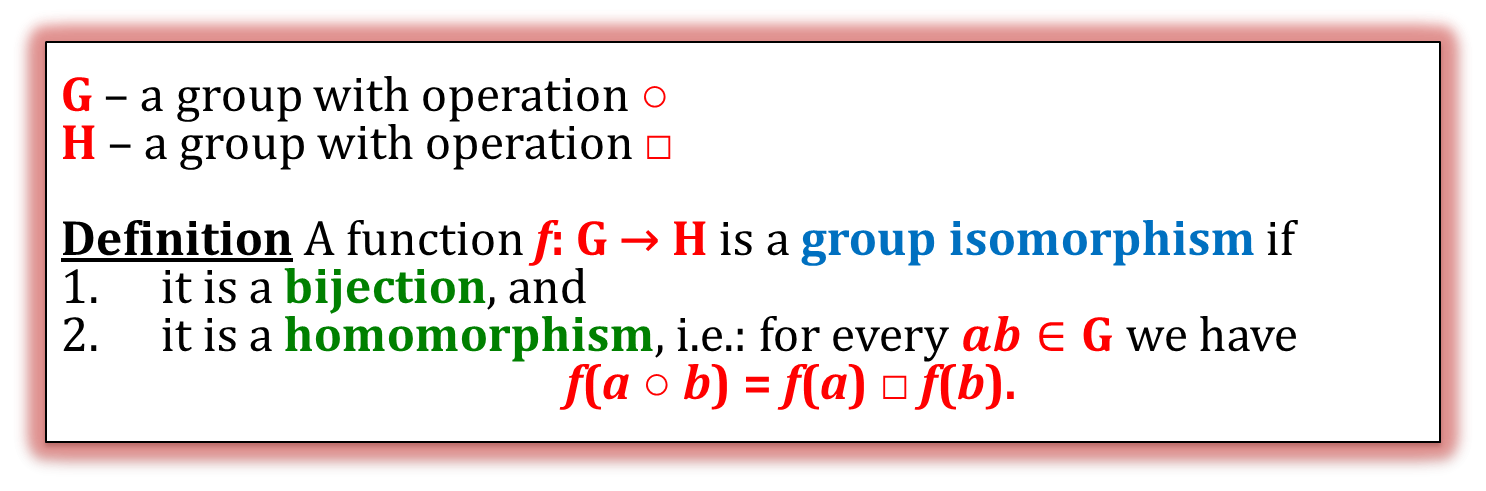 G – a group with operation ○
H – a group with operation □
Definition A function f: G → H is a group isomorphism if
1. it is a bijection, and
2. it is a homomorphism, i.e.: for every ab ∈ G we have
f(a ○ b) = f(a) □ f(b).